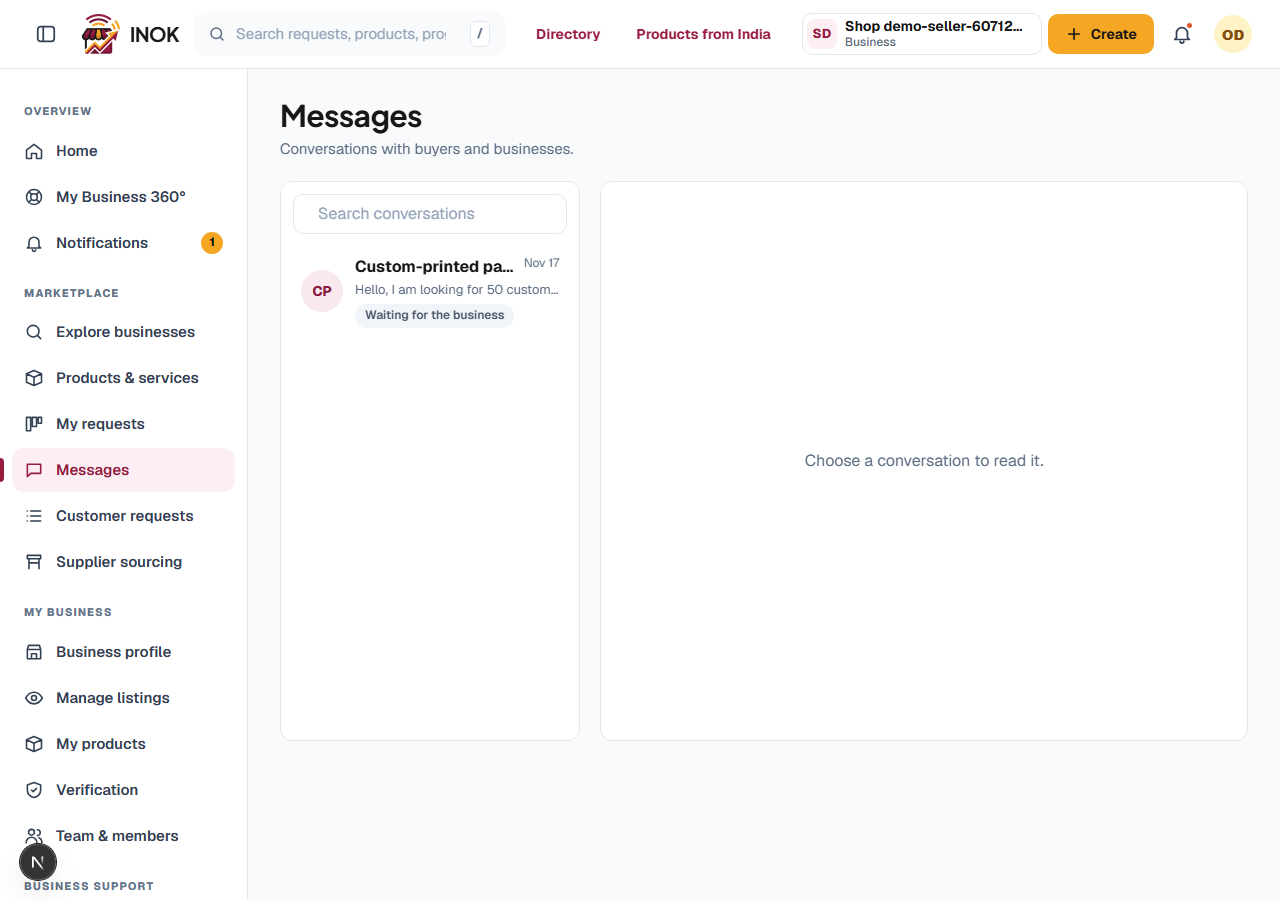 INOK
Search requests, products, pro
/
Directory
Products from India
SD
Shop demo-seller-60712...
Business
+ Create
OD
OVERVIEW
Home
My Business 360°
Notifications
1
MARKETPLACE
Explore businesses
Products & services
My requests
Messages
Customer requests
Supplier sourcing
MY BUSINESS
Business profile
Manage listings
My products
Verification
Team & members
N
BUSINESS SUPPORT
Messages
Conversations with buyers and businesses.
Search conversations
CP
Custom-printed pa...
Nov 17
Hello, I am looking for 50 custom...
Waiting for the business
Choose a conversation to read it.